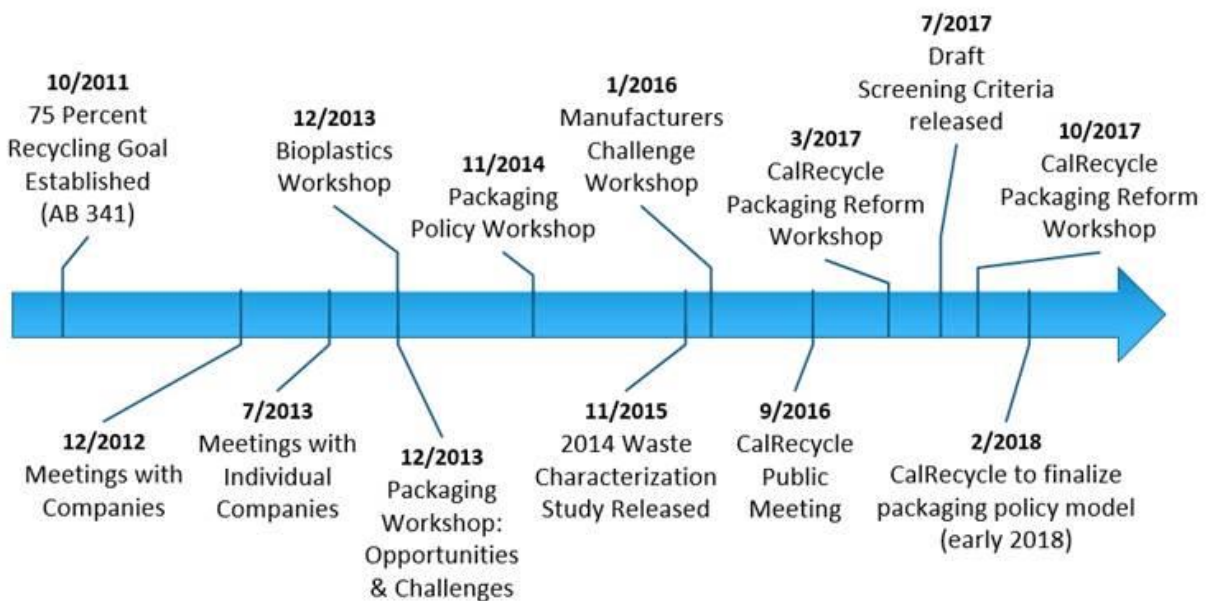 10/2011
75 Percent
Recycling Goal
Established
(AB 341)
12/2013
Bioplastics
Workshop
11/2014
Packaging
Policy Workshop
1/2016
Manufacturers
Challenge
Workshop
3/2017
CalRecycle
Packaging Reform
Workshop
7/2017
Draft
Screening Criteria
released
10/2017
CalRecycle
Packaging Reform
Workshop
12/2012
Meetings with
Companies
7/2013
Meetings with
Individual
Companies
12/2013
Packaging
Workshop:
Opportunities
& Challenges
11/2015
2014 Waste
Characterization
Study Released
9/2016
CalRecycle
Public
Meeting
2/2018
CalRecycle to finalize
packaging policy model
(early 2018)